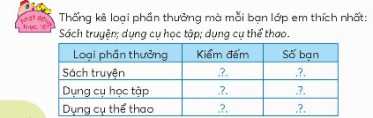 Thống kê loại phần thưởng mà mỗi bạn lớp em thích nhất:
Sách truyện; dụng cụ học tập; dụng cụ thể thao.
Loại phần thưởng Kiểm đếm Số bạn
Sách truyện .?. .?.
Dụng cụ học tập .?. .?.
Dụng cụ thể thao .?. .?.